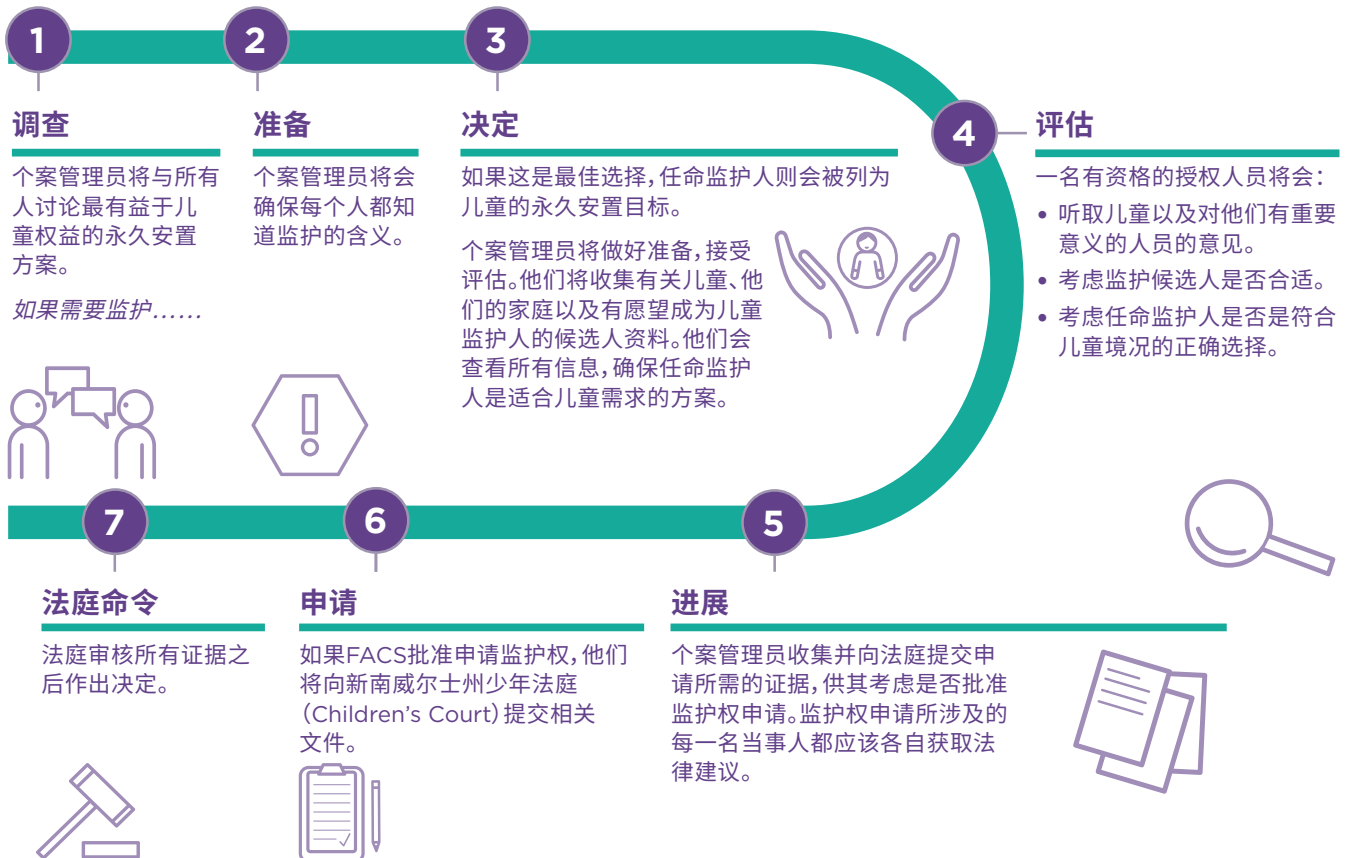 1
调查
个案管理员将与所有
人讨论最有益于儿
童权益的永久安置
方案。
如果需要监护……
2
准备
个案管理员将会
确保每个人都知
道监护的含义。
3
决定
如果这是最佳选择,任命监护人则会被列为
儿童的永久安置目标。
个案管理员将做好准备,接受
评估。他们将收集有关儿童、他
们的家庭以及有愿望成为儿童
监护人的候选人资料。他们会
查看所有信息,确保任命监护
人是适合儿童需求的方案。
4
评估
一名有资格的授权人员将会:
• 听取儿童以及对他们有重要
意义的人员的意见。
• 考虑监护候选人是否合适。
• 考虑任命监护人是否是符合
儿童境况的正确选择。
5
进展
个案管理员收集并向法庭提交申
请所需的证据,供其考虑是否批准
监护权申请。监护权申请所涉及的
每一名当事人都应该各自获取法
律建议。
6
申请
如果FACS批准申请监护权,他们
将向新南威尔士州少年法庭
(Children's Court)提交相关
文件。
7
法庭命令
法庭审核所有证据之
后作出决定。